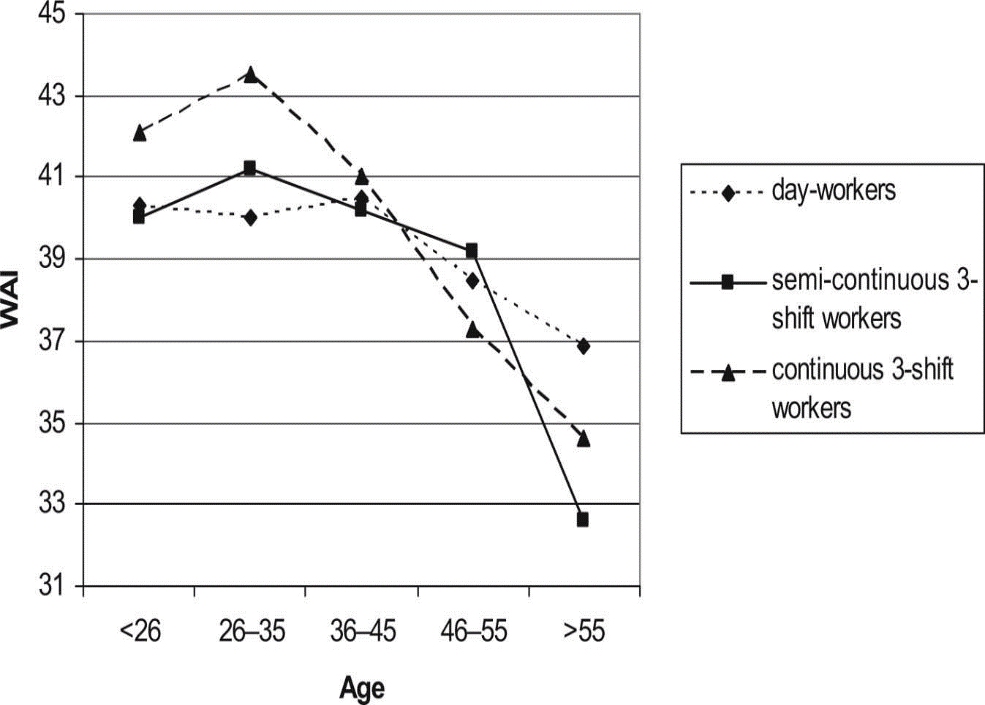 45
43
41
39
37
35
33
31
WAI
<26
26–35
36–45
46–55
>55
Age
day-workers
semi-continuous 3-
shift workers
continuous 3-shift
workers